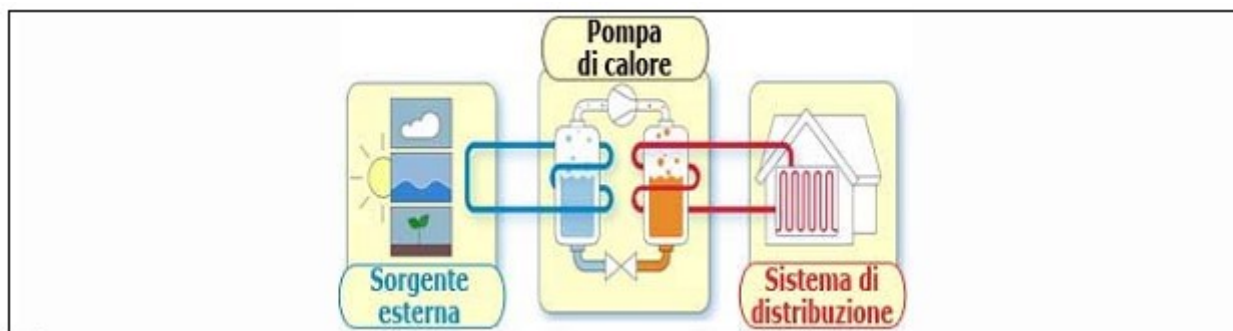 Pompa
di calore
Sorgente
esterna
Sistema di
distribuzione